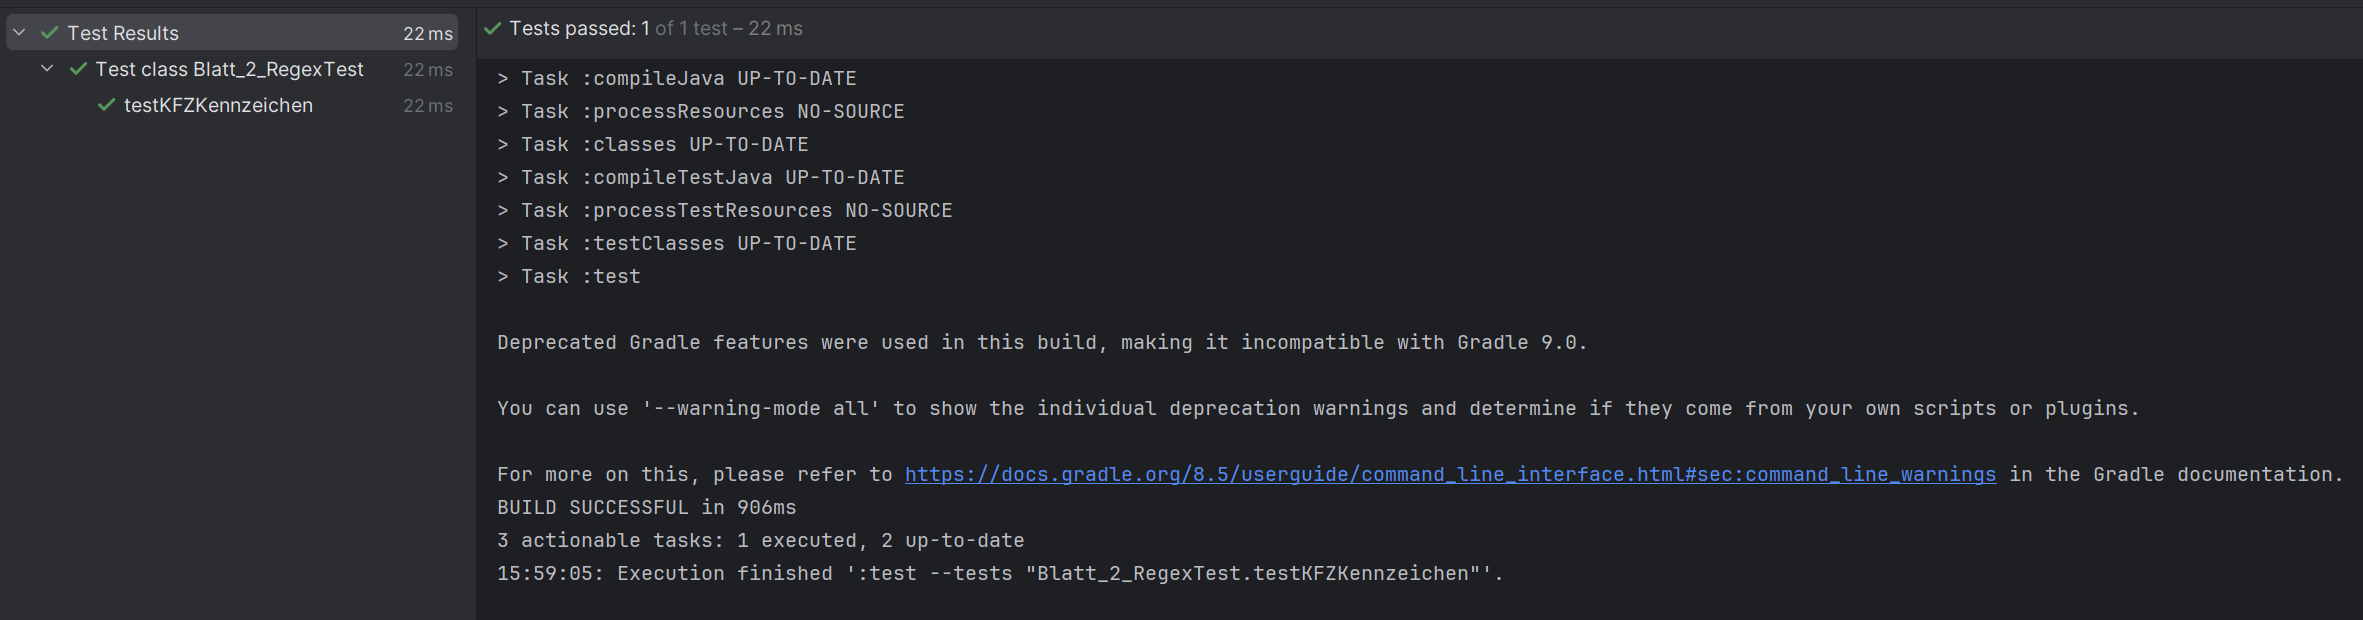 Test Results 22 ms
Test class Blatt_2_RegexTest 22 ms
testKFZKennzeichen 22 ms
Tests passed: 1 of 1 test – 22 ms
> Task :compileJava UP-TO-DATE
> Task :processResources NO-SOURCE
> Task :classes UP-TO-DATE
> Task :compileTestJava UP-TO-DATE
> Task :processTestResources NO-SOURCE
> Task :testClasses UP-TO-DATE
> Task :test
Deprecated Gradle features were used in this build, making it incompatible with Gradle 9.0.
You can use '--warning-mode all' to show the individual deprecation warnings and determine if they come from your own scripts or plugins.
For more on this, please refer to https://docs.gradle.org/8.5/userguide/command_line_interface.html#sec:command_line_warnings in the Gradle documentation.
BUILD SUCCESSFUL in 906ms
3 actionable tasks: 1 executed, 2 up-to-date
15:59:05: Execution finished ':test --tests "Blatt_2_RegexTest.testKFZKennzeichen"'.